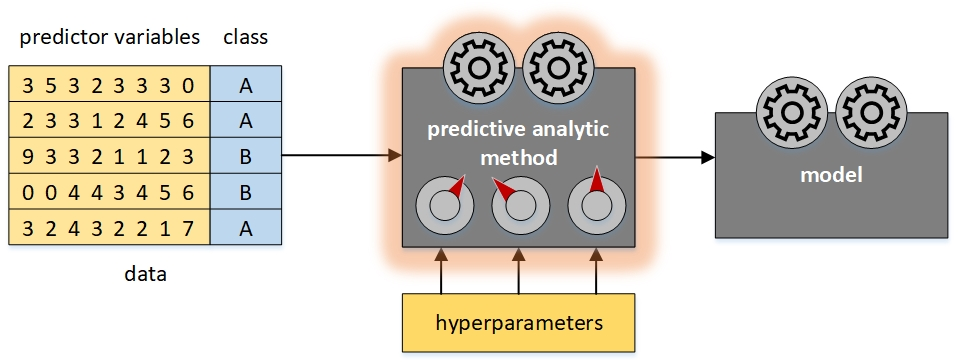 predictor variables class
3 5 3 2 3 3 3 0 A
2 3 3 1 2 4 5 6 A
9 3 3 2 1 1 2 3 B
0 0 4 4 3 4 5 6 B
3 2 4 3 2 2 1 7 A
data
predictive analytic
method
hyperparameters
model